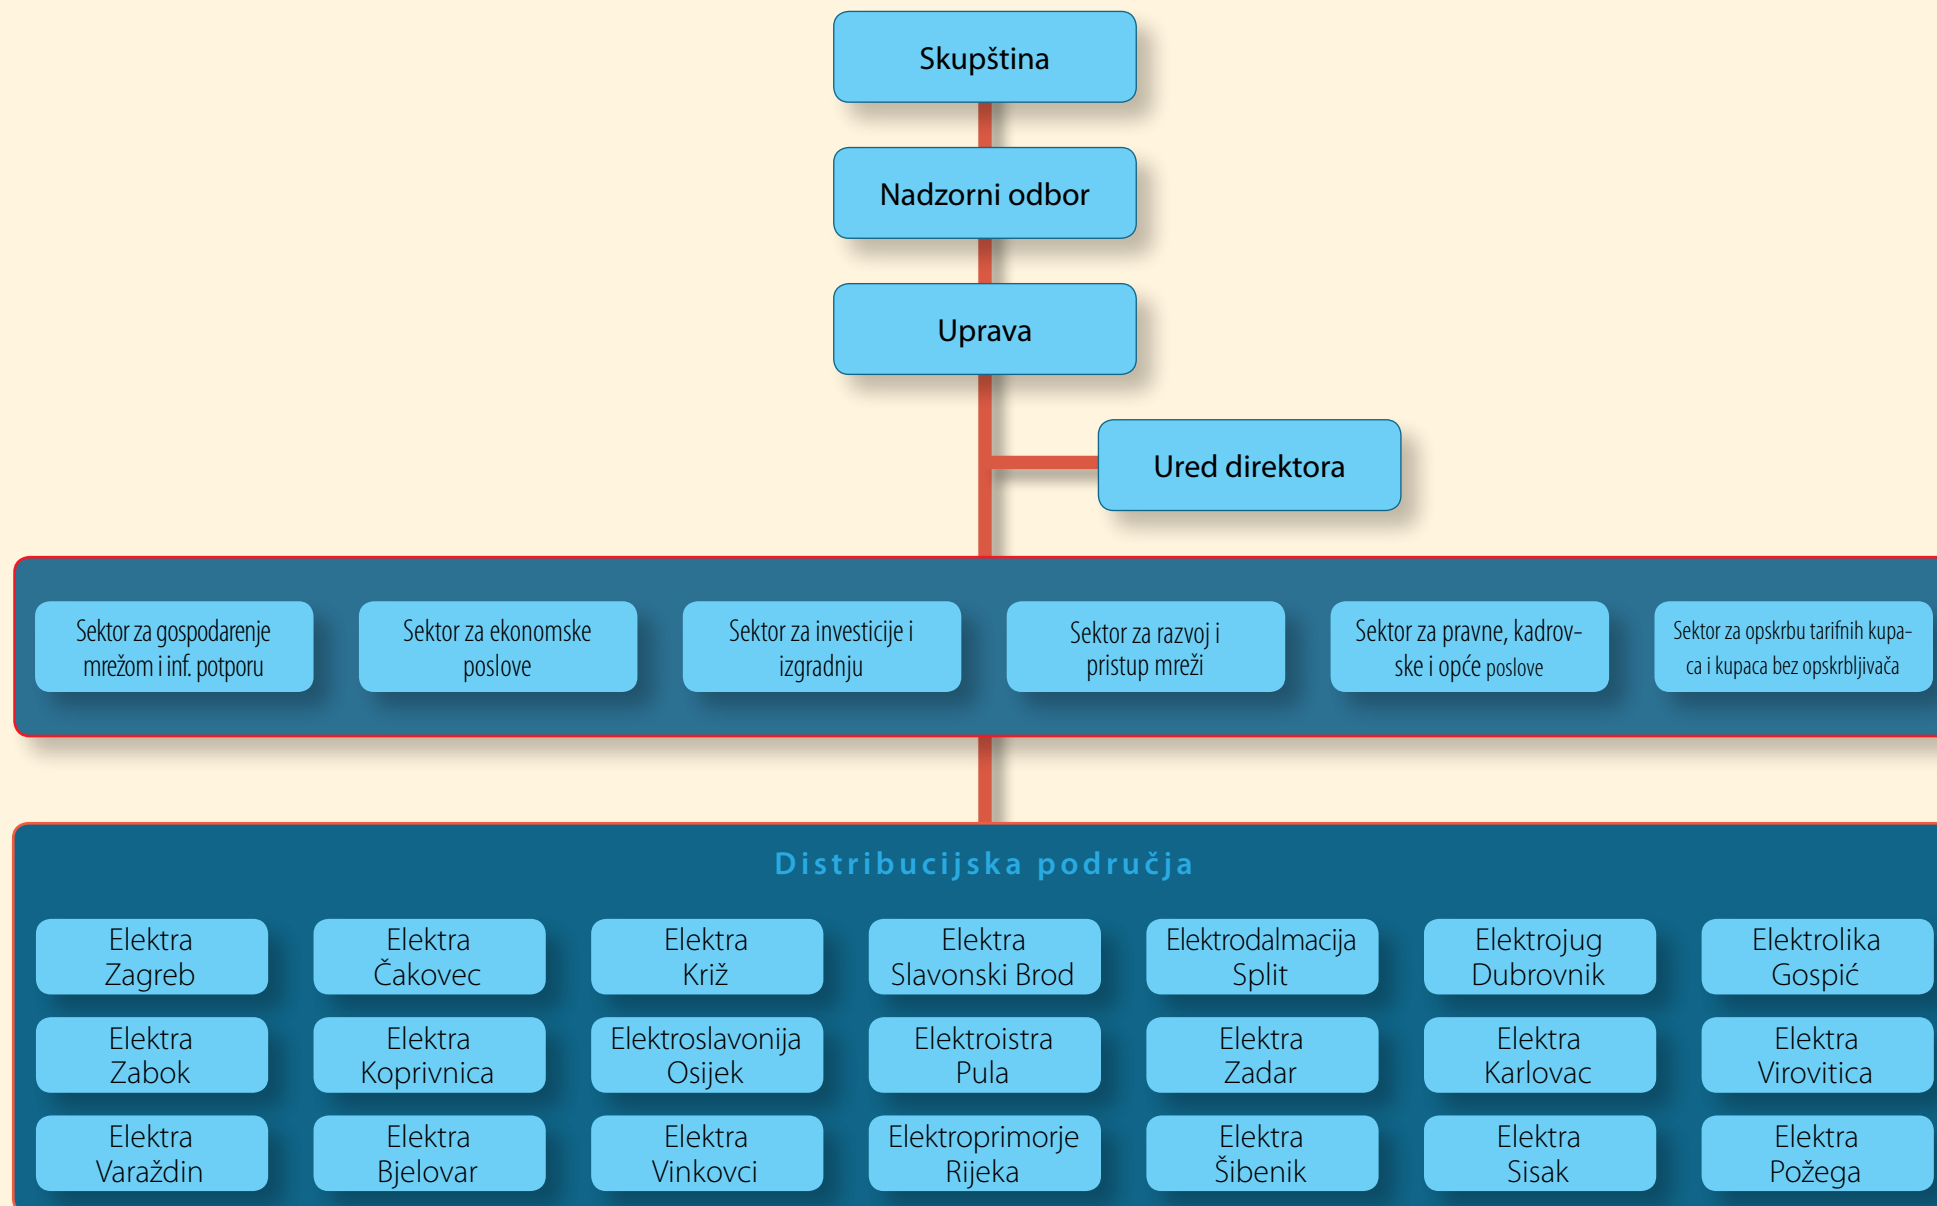 Skupština
Nadzorni odbor
Uprava
Ured direktora
Sektor za gospodarenje
mrežom i inf. potporu
Sektor za ekonomske
poslove
Sektor za investicije i
izgradnju
Sektor za razvoj i
pristup mreži
Sektor za pravne, kadrov-
ske i opće poslove
Sektor za opskrbu tarifnih kupa-
ca i kupaca bez opskrbljivača
Distribucijska područja
Elektra
Zagreb
Elektra
Čakovec
Elektra
Križ
Elektra
Slavonski Brod
Elektrodalmacija
Split
Elektrojug
Dubrovnik
Elektrolika
Gospić
Elektra
Zabok
Elektra
Koprivnica
Elektroslavonija
Osijek
Elektroistra
Pula
Elektra
Zadar
Elektra
Karlovac
Elektra
Virovitica
Elektra
Varaždin
Elektra
Bjelovar
Elektra
Vinkovci
Elektroprimorje
Rijeka
Elektra
Šibenik
Elektra
Sisak
Elektra
Požega